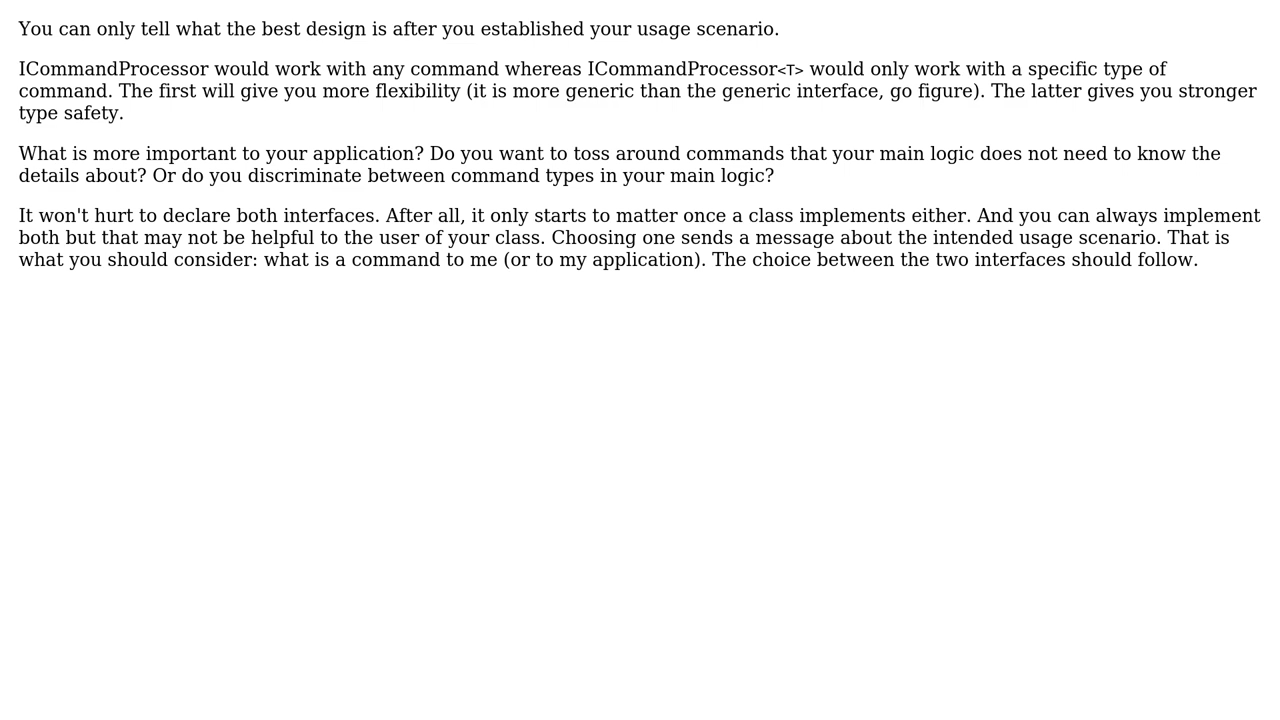 You can only tell what the best design is after you established your usage scenario.
ICommandProcessor would work with any command whereas ICommandProcessor<T> would only work with a specific type of
command. The first will give you more flexibility (it is more generic than the generic interface, go figure). The latter gives you stronger
type safety.
What is more important to your application? Do you want to toss around commands that your main logic does not need to know the
details about? Or do you discriminate between command types in your main logic?
It won't hurt to declare both interfaces. After all, it only starts to matter once a class implements either. And you can always implement
both but that may not be helpful to the user of your class. Choosing one sends a message about the intended usage scenario. That is
what you should consider: what is a command to me (or to my application). The choice between the two interfaces should follow.